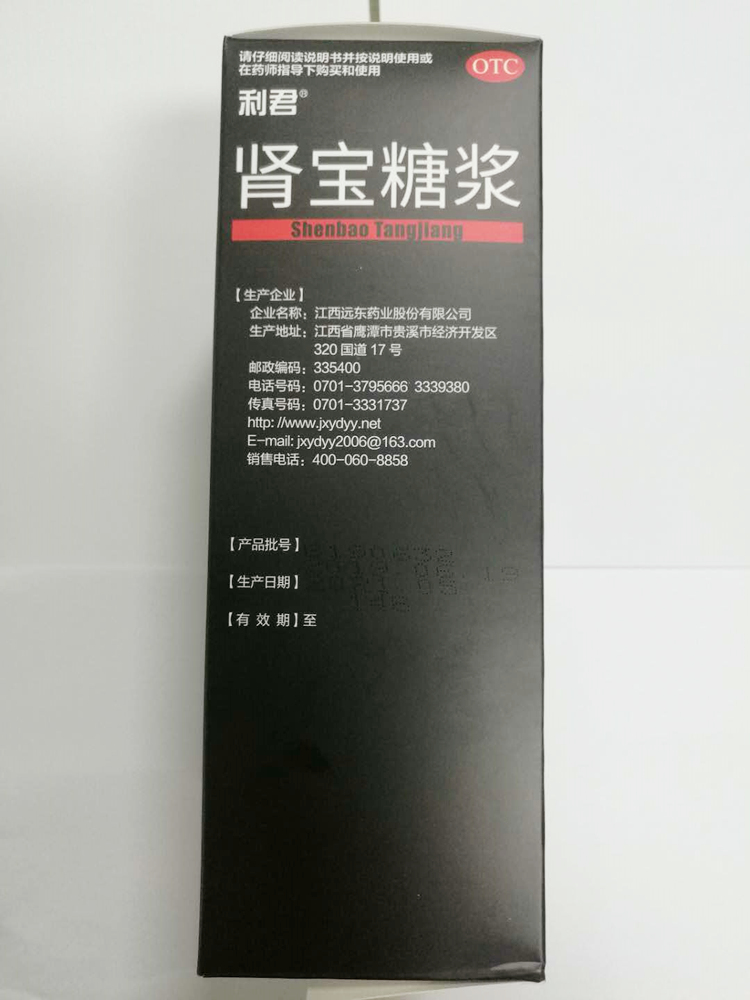 请仔细阅读说明书并按说明使用或
在药师指导下购买和使用
OTC
利君®
肾宝糖浆
Shenbao Tangjiang
【生产企业】
企业名称：江西远东药业股份有限公司
生产地址：江西省鹰潭市贵溪市经济开发区
320 国道 17 号
邮政编码：335400
电话号码：0701-3795666 3339380
传真号码：0701-3331737
http: //www.jxydyy.net
E-mail: jxydyy2006@163.com
销售电话：400-060-8858
【产品批号】
【生产日期】
【有 效 期】至